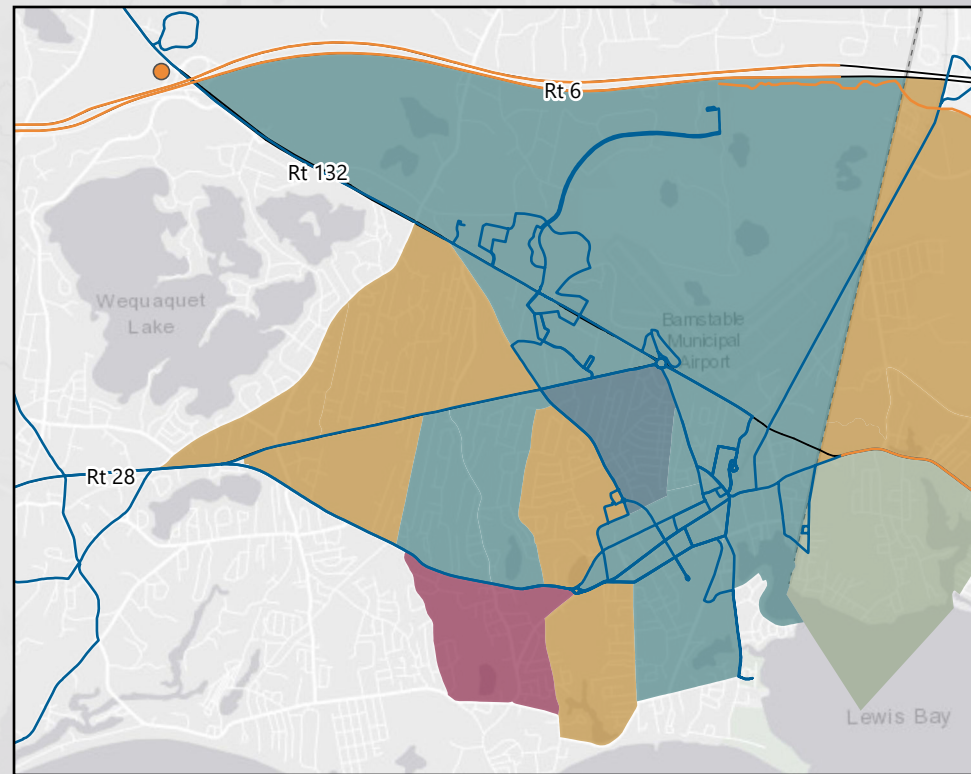 Rt 6
Rt 132
Wequaquet
Lake
Barnstable
Municipal
Airport
Rt 28
Lewis Bay